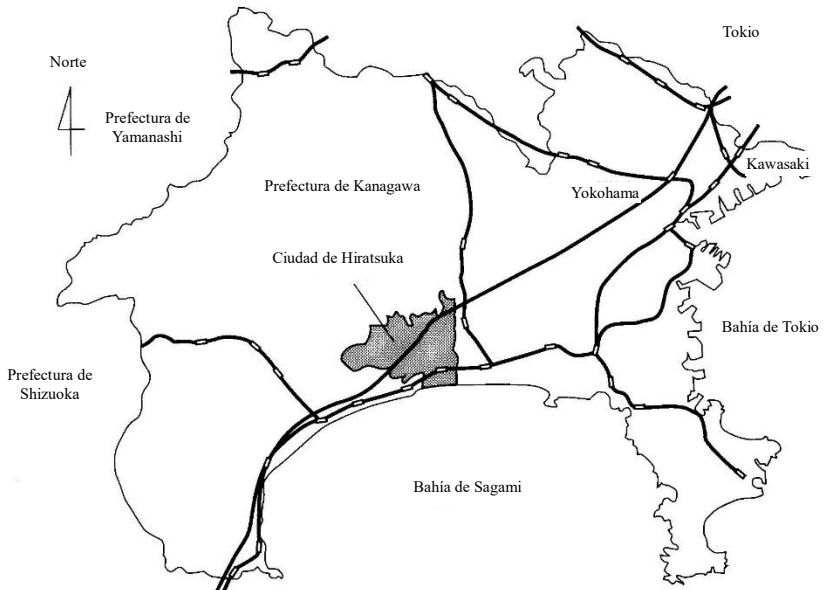 Tokio
Norte
Prefectura de
Yamanashi
Kawasaki
Prefectura de Kanagawa
Yokohama
Ciudad de Hiratsuka
Bahía de Tokio
Prefectura de
Shizuoka
Bahía de Sagami